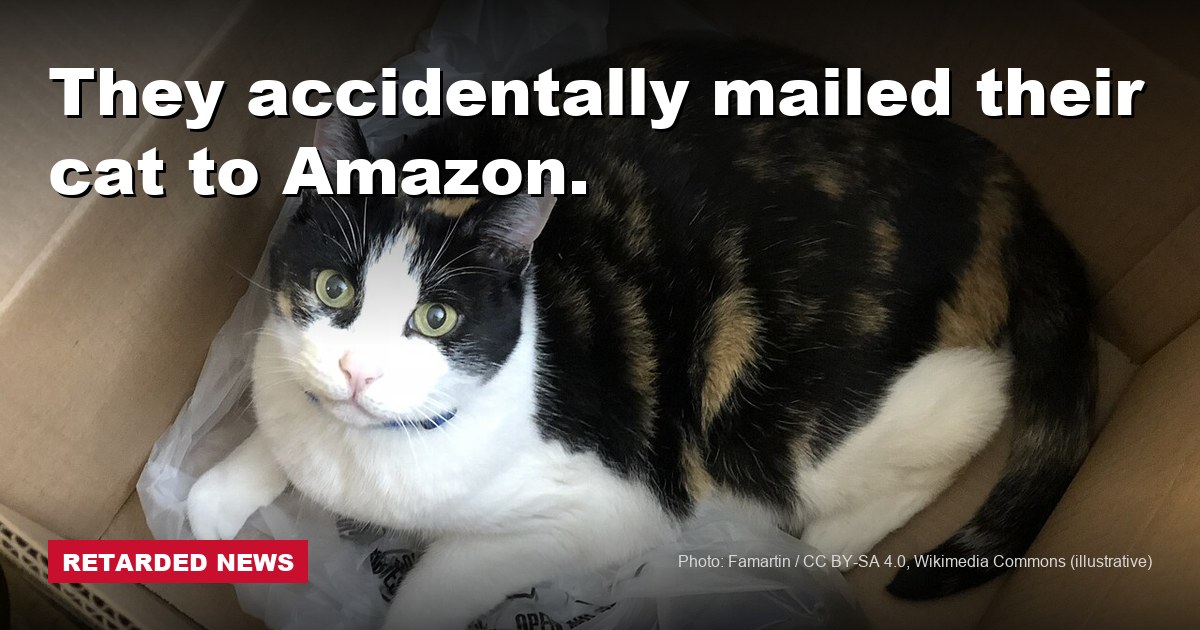 They accidentally mailed their
cat to Amazon.
RETARDED NEWS
Photo: Famartin / CC BY-SA 4.0, Wikimedia Commons (illustrative)